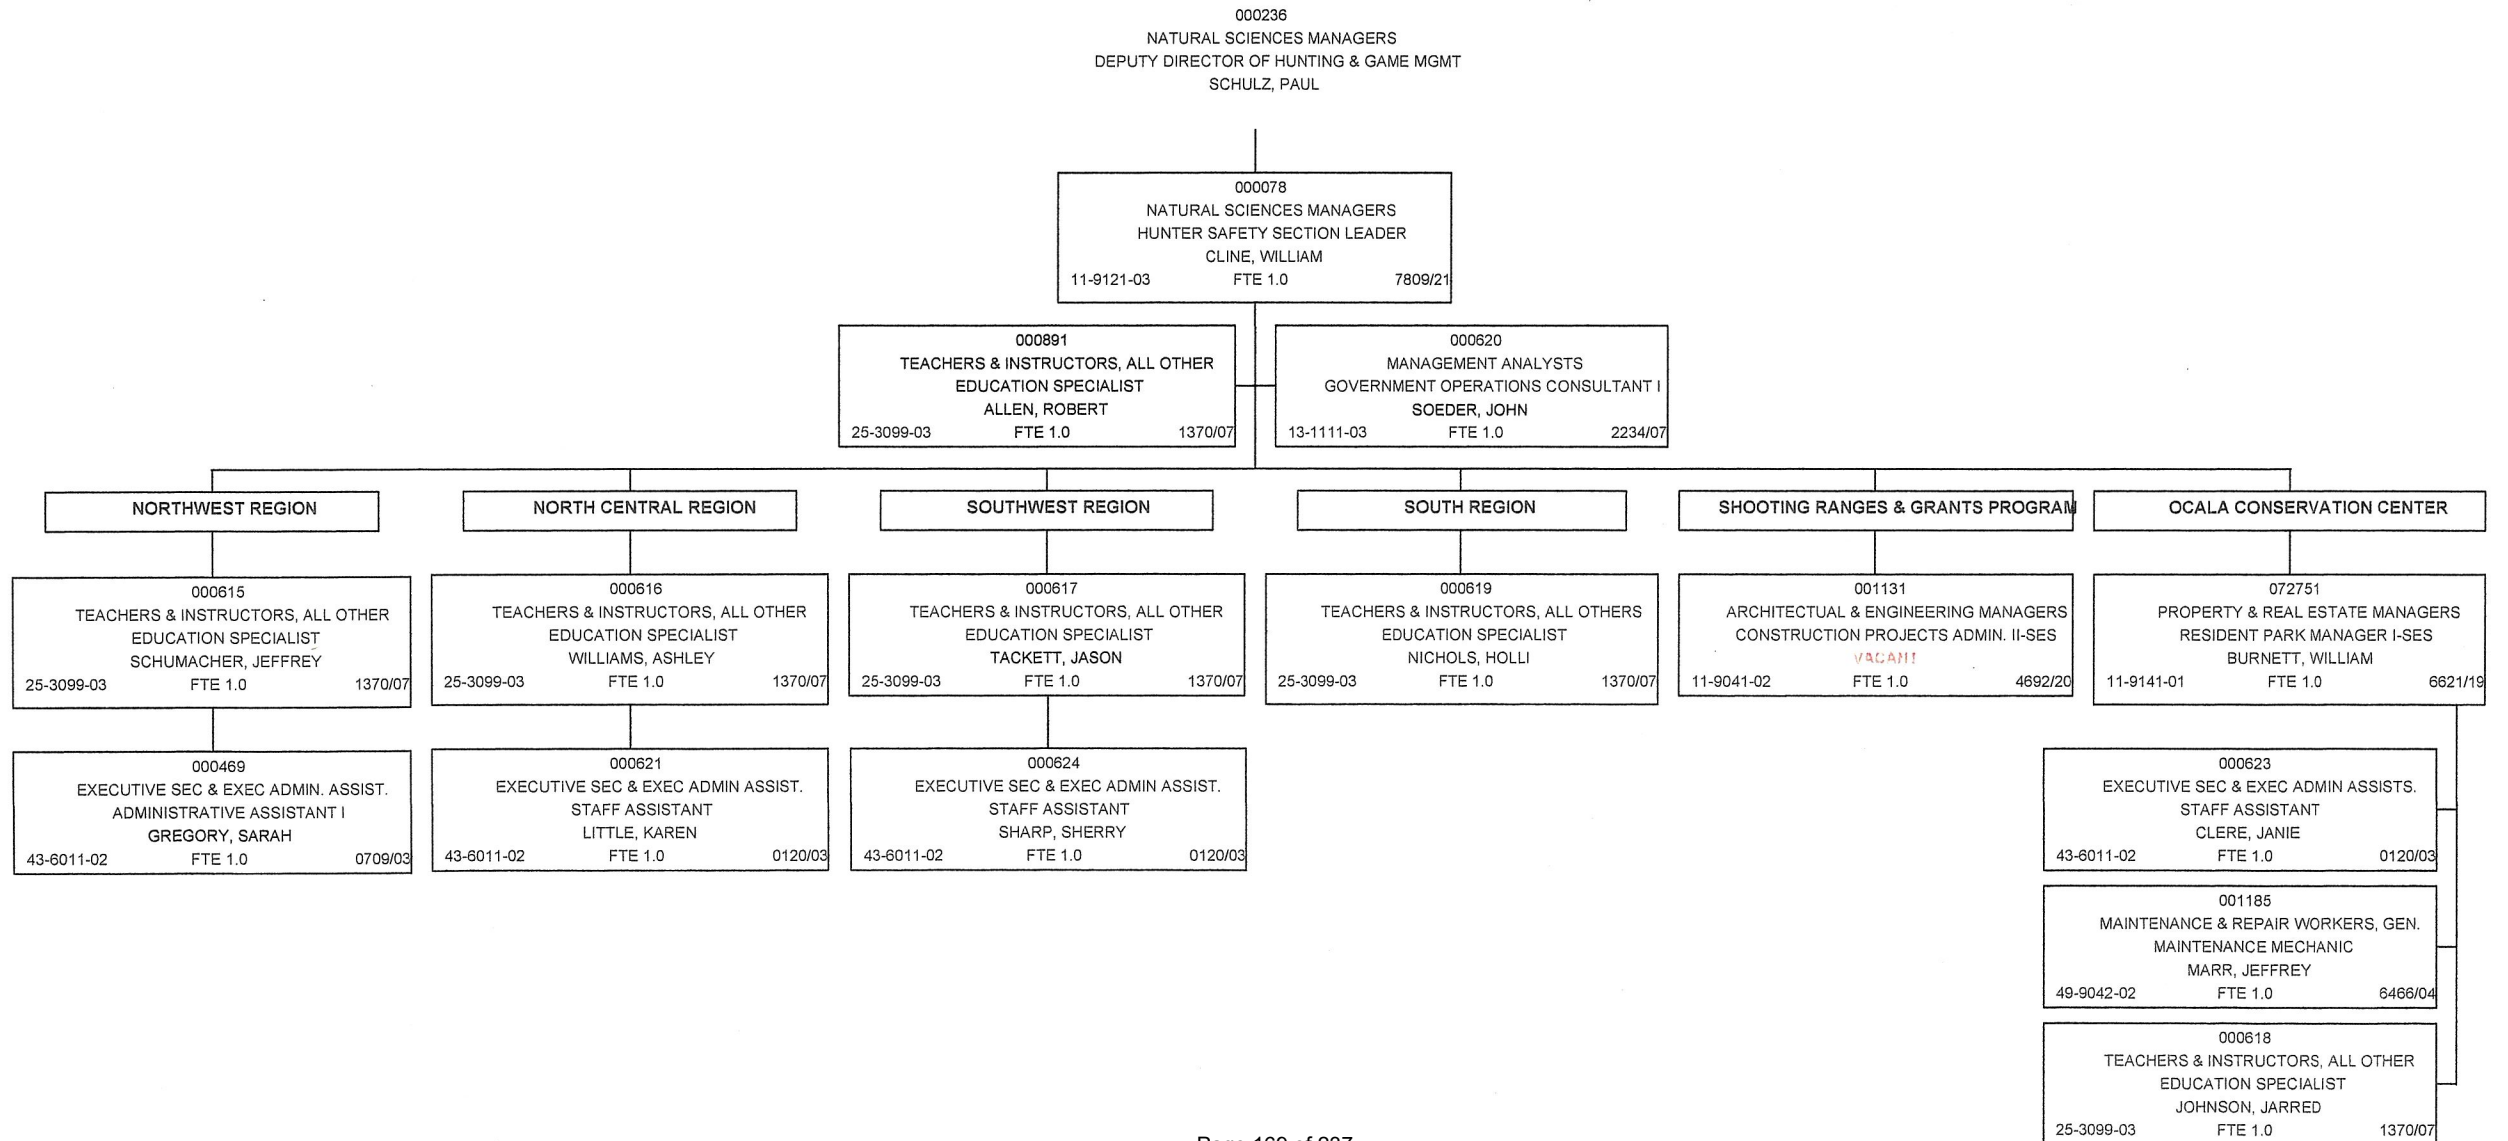 000236
NATURAL SCIENCES MANAGERS
DEPUTY DIRECTOR OF HUNTING & GAME MGMT
SCHULZ, PAUL
000078
NATURAL SCIENCES MANAGERS
HUNTER SAFETY SECTION LEADER
CLINE, WILLIAM
11-9121-03 FTE 1.0 7809/21
000891
TEACHERS & INSTRUCTORS, ALL OTHER
EDUCATION SPECIALIST
ALLEN, ROBERT
25-3099-03 FTE 1.0 1370/07
000620
MANAGEMENT ANALYSTS
GOVERNMENT OPERATIONS CONSULTANT I
SOEDER, JOHN
13-1111-03 FTE 1.0 2234/07
NORTHWEST REGION
NORTH CENTRAL REGION
SOUTHWEST REGION
SOUTH REGION
SHOOTING RANGES & GRANTS PROGRAM
OCALA CONSERVATION CENTER
000615
TEACHERS & INSTRUCTORS, ALL OTHER
EDUCATION SPECIALIST
SCHUMACHER, JEFFREY
25-3099-03 FTE 1.0 1370/07
000616
TEACHERS & INSTRUCTORS, ALL OTHER
EDUCATION SPECIALIST
WILLIAMS, ASHLEY
25-3099-03 FTE 1.0 1370/07
000617
TEACHERS & INSTRUCTORS, ALL OTHER
EDUCATION SPECIALIST
TACKETT, JASON
25-3099-03 FTE 1.0 1370/07
000619
TEACHERS & INSTRUCTORS, ALL OTHERS
EDUCATION SPECIALIST
NICHOLS, HOLLI
25-3099-03 FTE 1.0 1370/07
001131
ARCHITECTUAL & ENGINEERING MANAGERS
CONSTRUCTION PROJECTS ADMIN. II-SES
VACANT
11-9041-02 FTE 1.0 4692/20
072751
PROPERTY & REAL ESTATE MANAGERS
RESIDENT PARK MANAGER I-SES
BURNETT, WILLIAM
11-9141-01 FTE 1.0 6621/19
000469
EXECUTIVE SEC & EXEC ADMIN. ASSIST.
ADMINISTRATIVE ASSISTANT I
GREGORY, SARAH
43-6011-02 FTE 1.0 0709/03
000621
EXECUTIVE SEC & EXEC ADMIN ASSIST.
STAFF ASSISTANT
LITTLE, KAREN
43-6011-02 FTE 1.0 0120/03
000624
EXECUTIVE SEC & EXEC ADMIN ASSIST.
STAFF ASSISTANT
SHARP, SHERRY
43-6011-02 FTE 1.0 0120/03
000623
EXECUTIVE SEC & EXEC ADMIN ASSISTS.
STAFF ASSISTANT
CLERE, JANIE
43-6011-02 FTE 1.0 0120/03
001185
MAINTENANCE & REPAIR WORKERS, GEN.
MAINTENANCE MECHANIC
MARR, JEFFREY
49-9042-02 FTE 1.0 6466/04
000618
TEACHERS & INSTRUCTORS, ALL OTHER
EDUCATION SPECIALIST
JOHNSON, JARRED
25-3099-03 FTE 1.0 1370/07